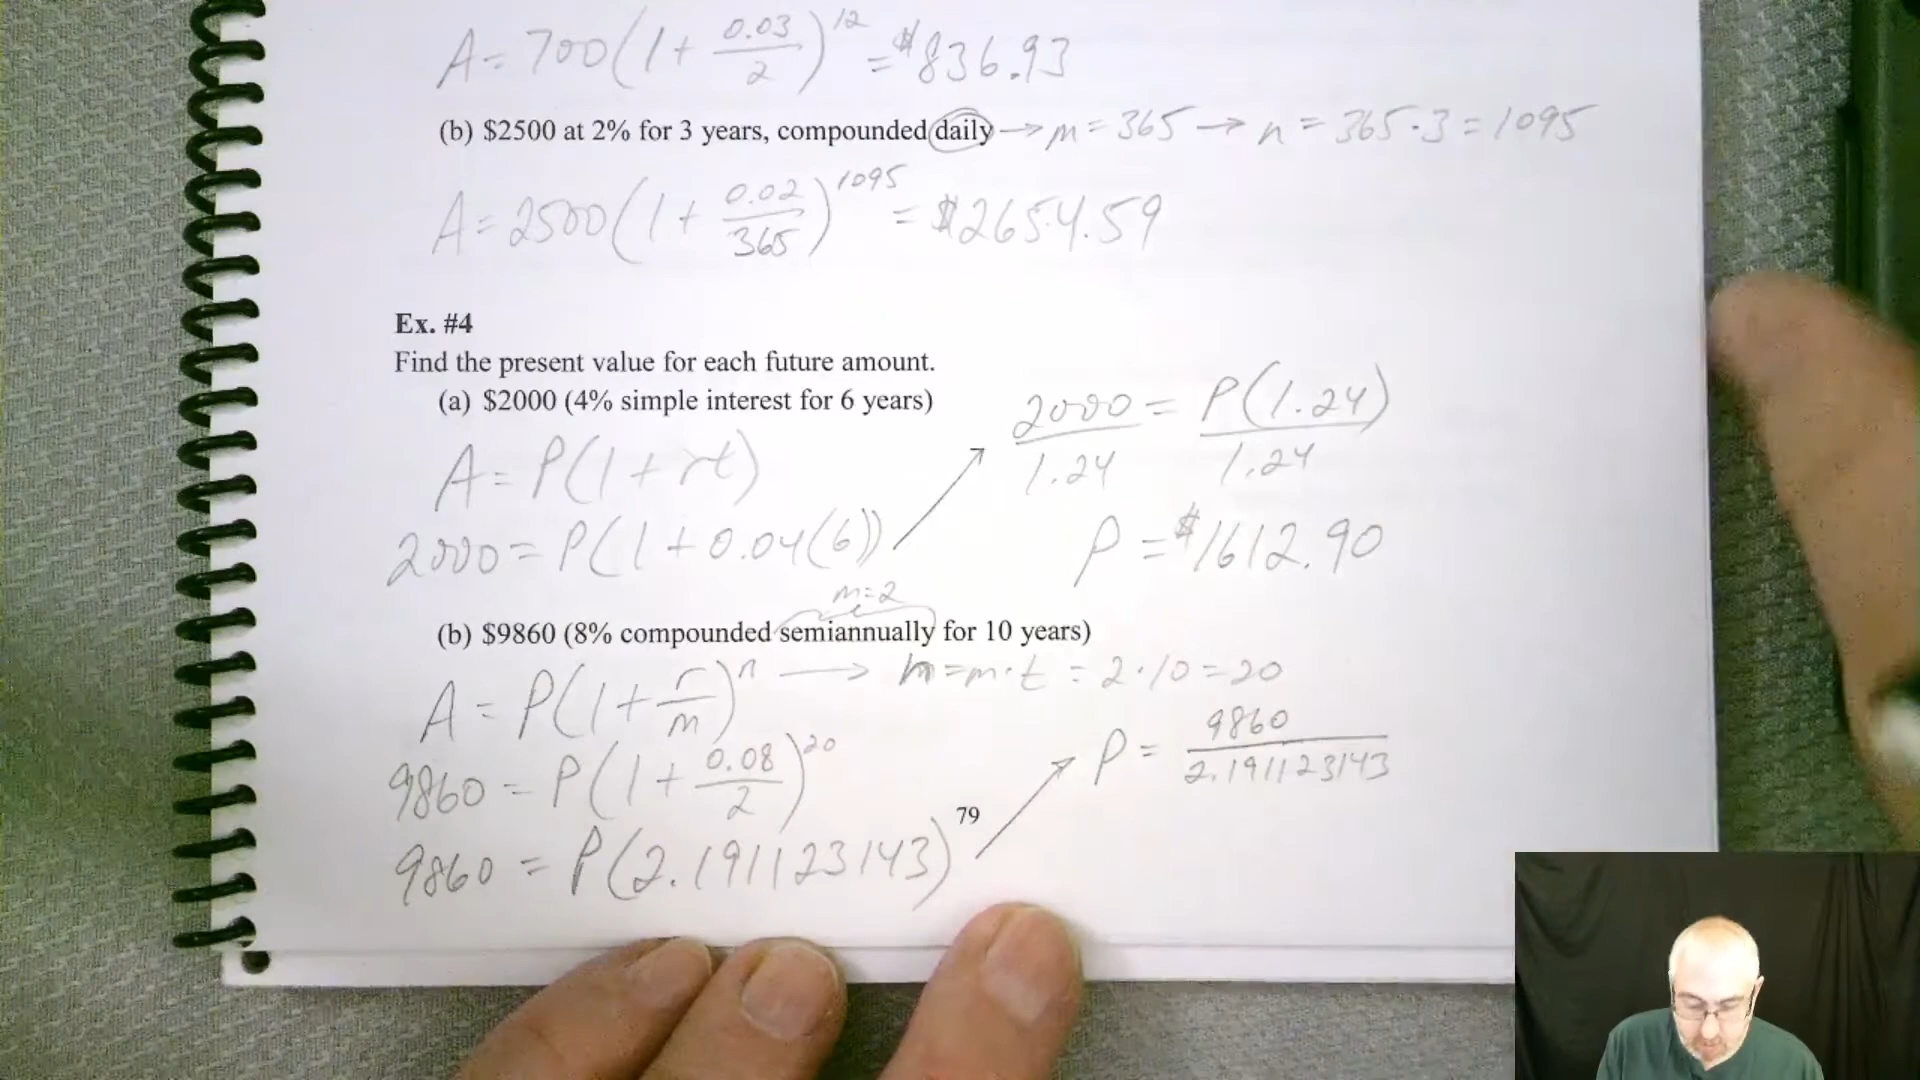 A = 700(1 + 0.03/2)^12 = $836.93
(b) $2500 at 2% for 3 years, compounded daily → m = 365 → n = 365·3 = 1095
A = 2500(1 + 0.02/365)^1095 = $2654.59
Ex. #4
Find the present value for each future amount.
(a) $2000 (4% simple interest for 6 years)
A = P(1 + rt)
2000 = P(1 + 0.04(6))
2000/1.24 = P(1.24)/1.24
P = $1612.90
m=2
(b) $9860 (8% compounded semiannually for 10 years)
A = P(1 + r/m)^n → n = m·t = 2·10 = 20
9860 = P(1 + 0.08/2)^20
9860 = P(2.191123143)
P = 9860/2.191123143
79